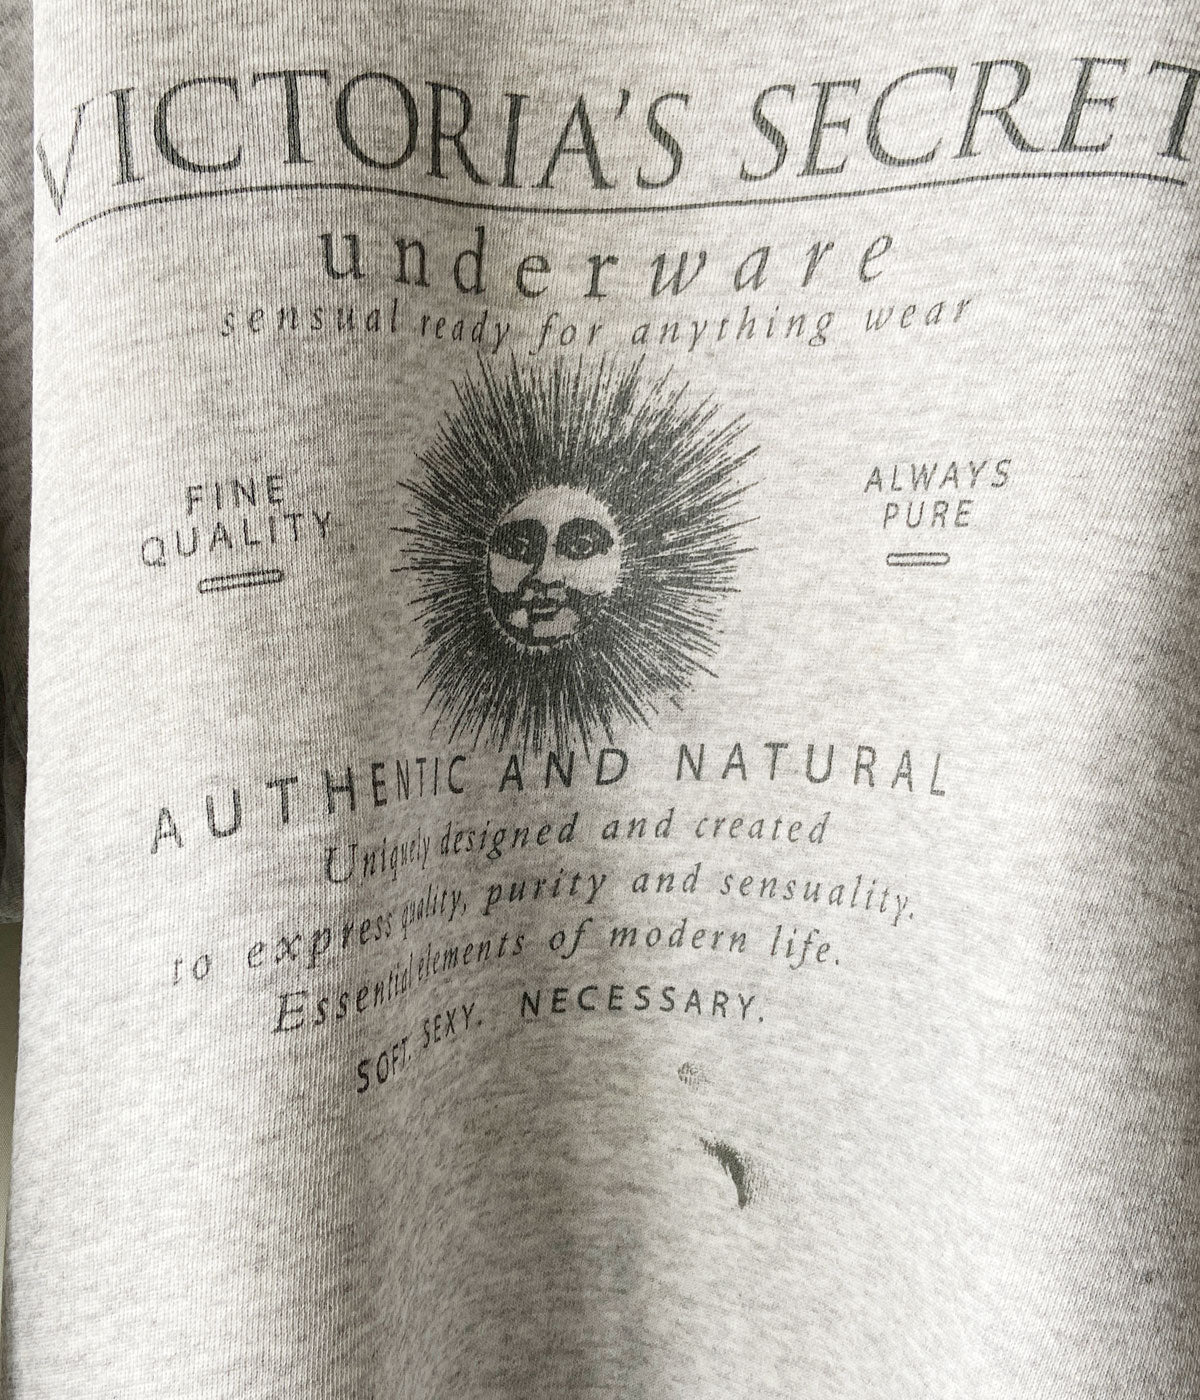 VICTORIA'S SECRET
underware
sensual ready for anything wear
FINE
QUALITY
ALWAYS
PURE
AUTHENTIC AND NATURAL
Uniquely designed and created
to express quality, purity and sensuality.
Essential elements of modern life.
SOFT. SEXY. NECESSARY.